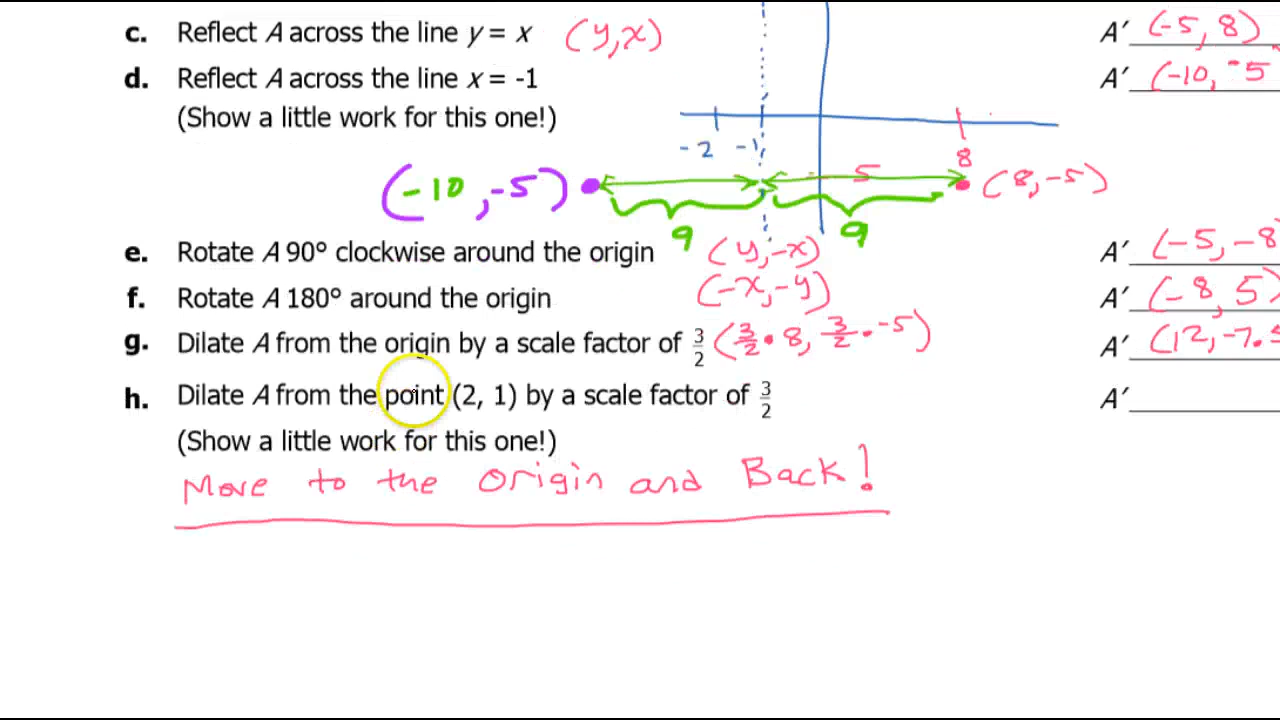 c. Reflect A across the line y = x (y,x) A' (-5, 8)
d. Reflect A across the line x = -1 A' (-10, -5
(Show a little work for this one!)
-2 -1 8
(-10, -5) 5 (8,-5)
9 9
e. Rotate A 90° clockwise around the origin (y,-x) A' (-5, -8)
f. Rotate A 180° around the origin (-x,-y) A' (-8, 5)
g. Dilate A from the origin by a scale factor of 3/2 (3/2 • 8, 3/2 • -5) A' (12, -7.5
h. Dilate A from the point (2, 1) by a scale factor of 3/2 A'
(Show a little work for this one!)
Move to the Origin and Back!